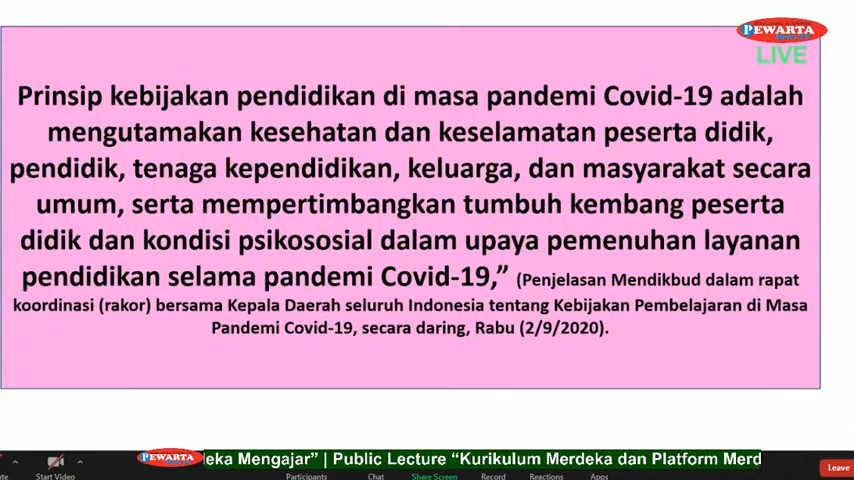 PEWARTA
LIVE
Prinsip kebijakan pendidikan di masa pandemi Covid-19 adalah
mengutamakan kesehatan dan keselamatan peserta didik,
pendidik, tenaga kependidikan, keluarga, dan masyarakat secara
umum, serta mempertimbangkan tumbuh kembang peserta
didik dan kondisi psikososial dalam upaya pemenuhan layanan
pendidikan selama pandemi Covid-19,” (Penjelasan Mendikbud dalam rapat
koordinasi (rakor) bersama Kepala Daerah seluruh Indonesia tentang Kebijakan Pembelajaran di Masa
Pandemi Covid-19, secara daring, Rabu (2/9/2020).
PEWARTA
eka Mengajar” | Public Lecture “Kurikulum Merdeka dan Platform Merd
Start Video Participants Chat Share Screen Record Reactions Apps
Leave